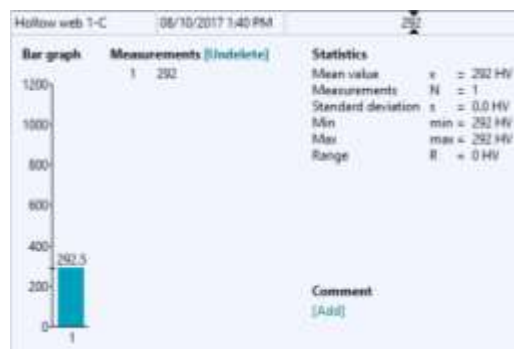 Hollow web 1-C 08/10/2017 1:40 PM 292
Bar graph Measurements [Undelete] Statistics
1 292
Mean value x = 292 HV
Measurements N = 1
Standard deviation s = 0.0 HV
Min min = 292 HV
Max max = 292 HV
Range R = 0 HV
1200
1000
800
600
400
292.5
200
0
1
Comment
[Add]